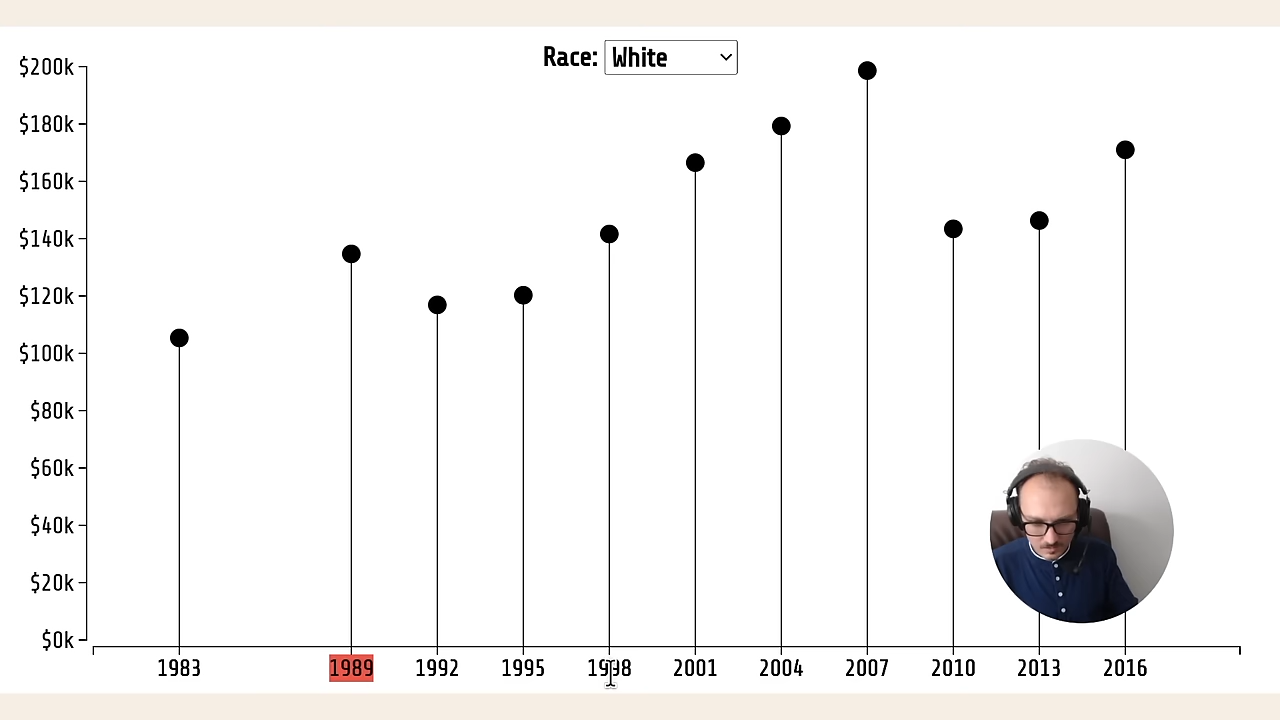 Race: White
$200k
$180k
$160k
$140k
$120k
$100k
$80k
$60k
$40k
$20k
$0k
1983 1989 1992 1995 1998 2001 2004 2007 2010 2013 2016